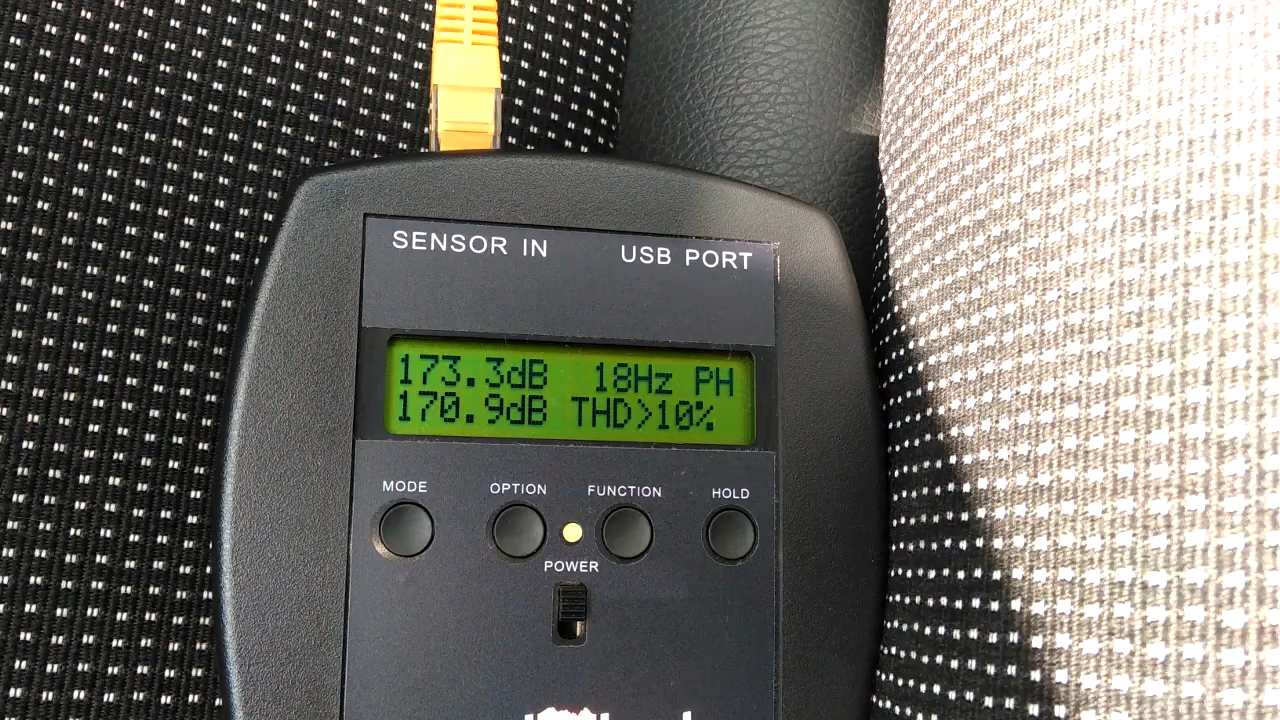 SENSOR IN USB PORT
173.3dB 18Hz PH
170.9dB THD>10%
MODE OPTION FUNCTION HOLD
POWER